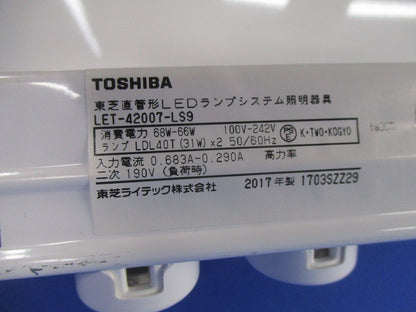 TOSHIBA
東芝直管形LEDランプシステム照明器具
LET-42007-LS9
消費電力 68W-66W 100V-242V
ランプ LDL40T(31W)×2 50/60Hz
PSE K・TWO・KOGYO
入力電流 0.683A-0.290A 高力率
二次 190V (負荷時)
東芝ライテック株式会社 2017年製 1703SZZ29